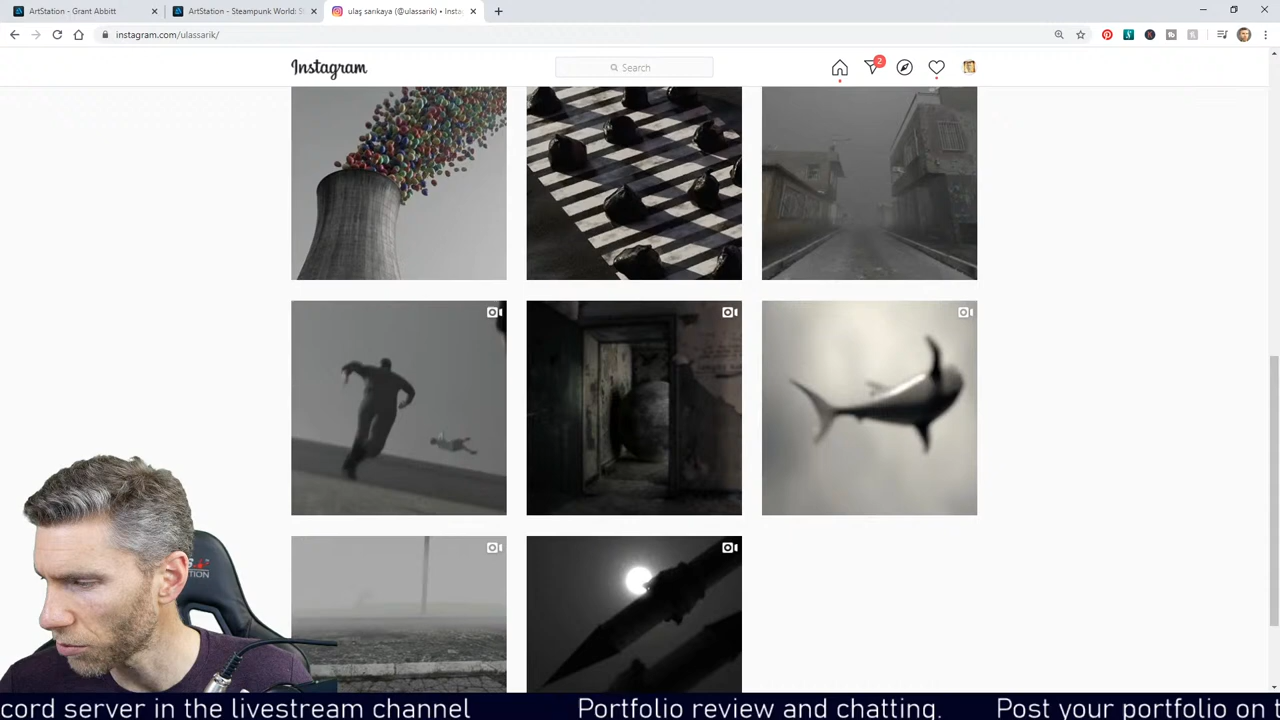 ArtStation - Grant Abbitt
ArtStation - Steampunk World: S
ulaş sarıkaya (@ulassarik) • Insta
instagram.com/ulassarik/
Instagram
Search
2
cord server in the livestream channel
Portfolio review and chatting.
Post your portfolio on t